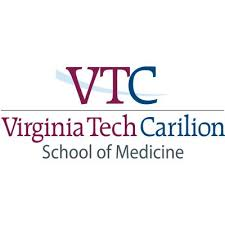 VTC
Virginia Tech Carilion
School of Medicine